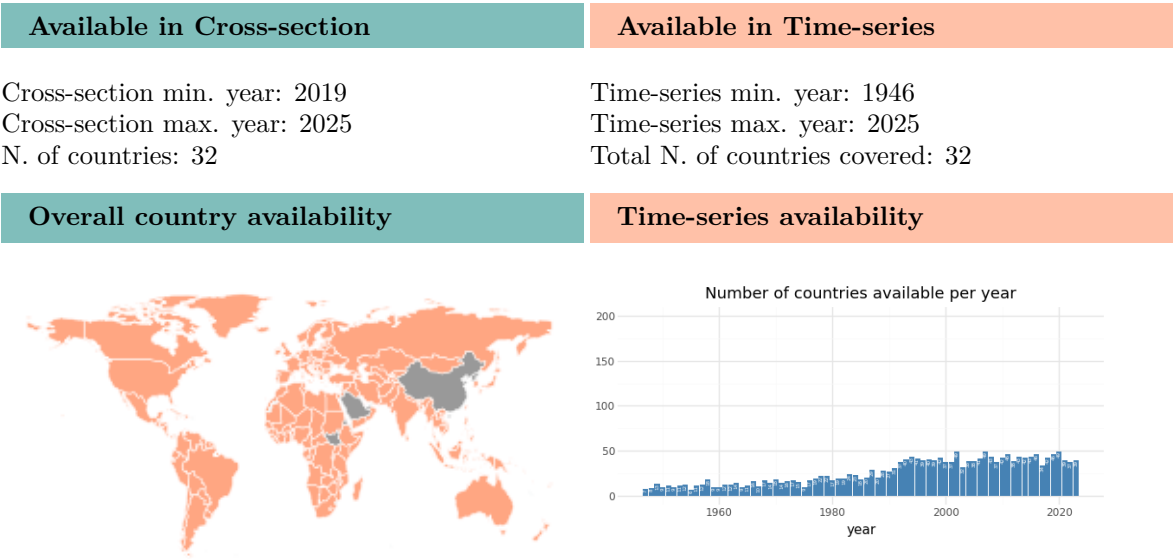 Available in Cross-section
Available in Time-series
Cross-section min. year: 2019
Cross-section max. year: 2025
N. of countries: 32
Time-series min. year: 1946
Time-series max. year: 2025
Total N. of countries covered: 32
Overall country availability
Time-series availability
Number of countries available per year
200
150
100
50
0
1960
1980
2000
2020
year